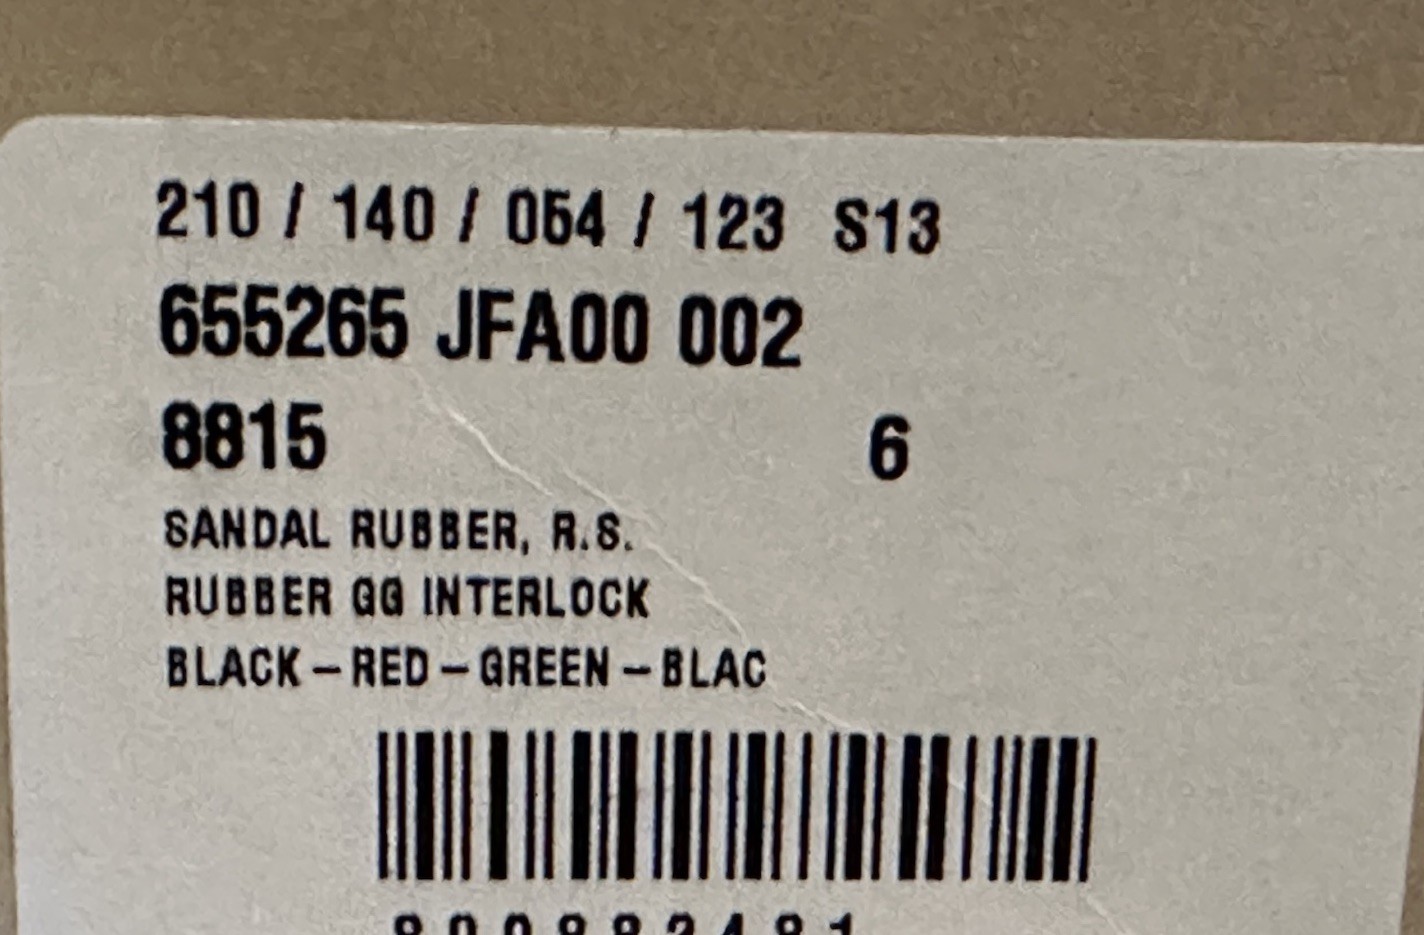 210 / 140 / 054 / 123 S13
655265 JFA00 002
8815 6
SANDAL RUBBER, R.S.
RUBBER GG INTERLOCK
BLACK – RED – GREEN – BLAC